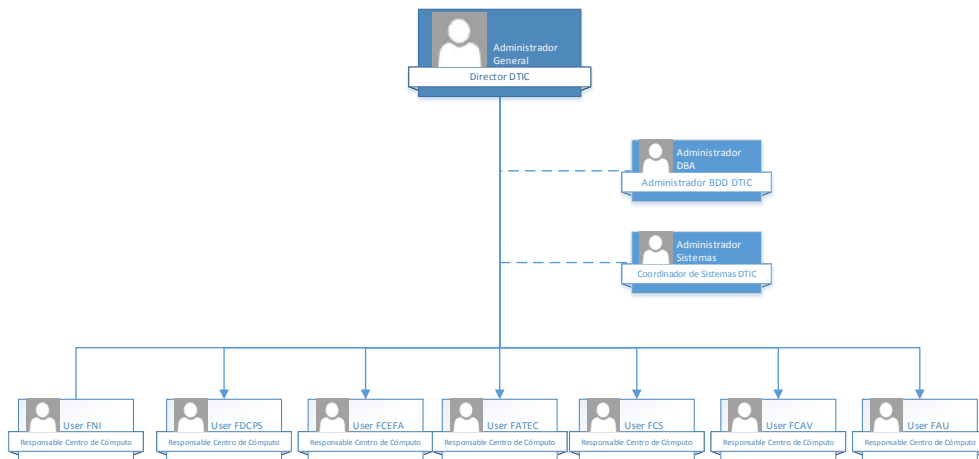 Administrador
General
Director DTIC
Administrador
DBA
Administrador BDD DTIC
Administrador
Sistemas
Coordinador de Sistemas DTIC
User FNI
Responsable Centro de Cómputo
User FDCPS
Responsable Centro de Cómputo
User FCEFA
Responsable Centro de Cómputo
User FATEC
Responsable Centro de Cómputo
User FCS
Responsable Centro de Cómputo
User FCAV
Responsable Centro de Cómputo
User FAU
Responsable Centro de Cómputo